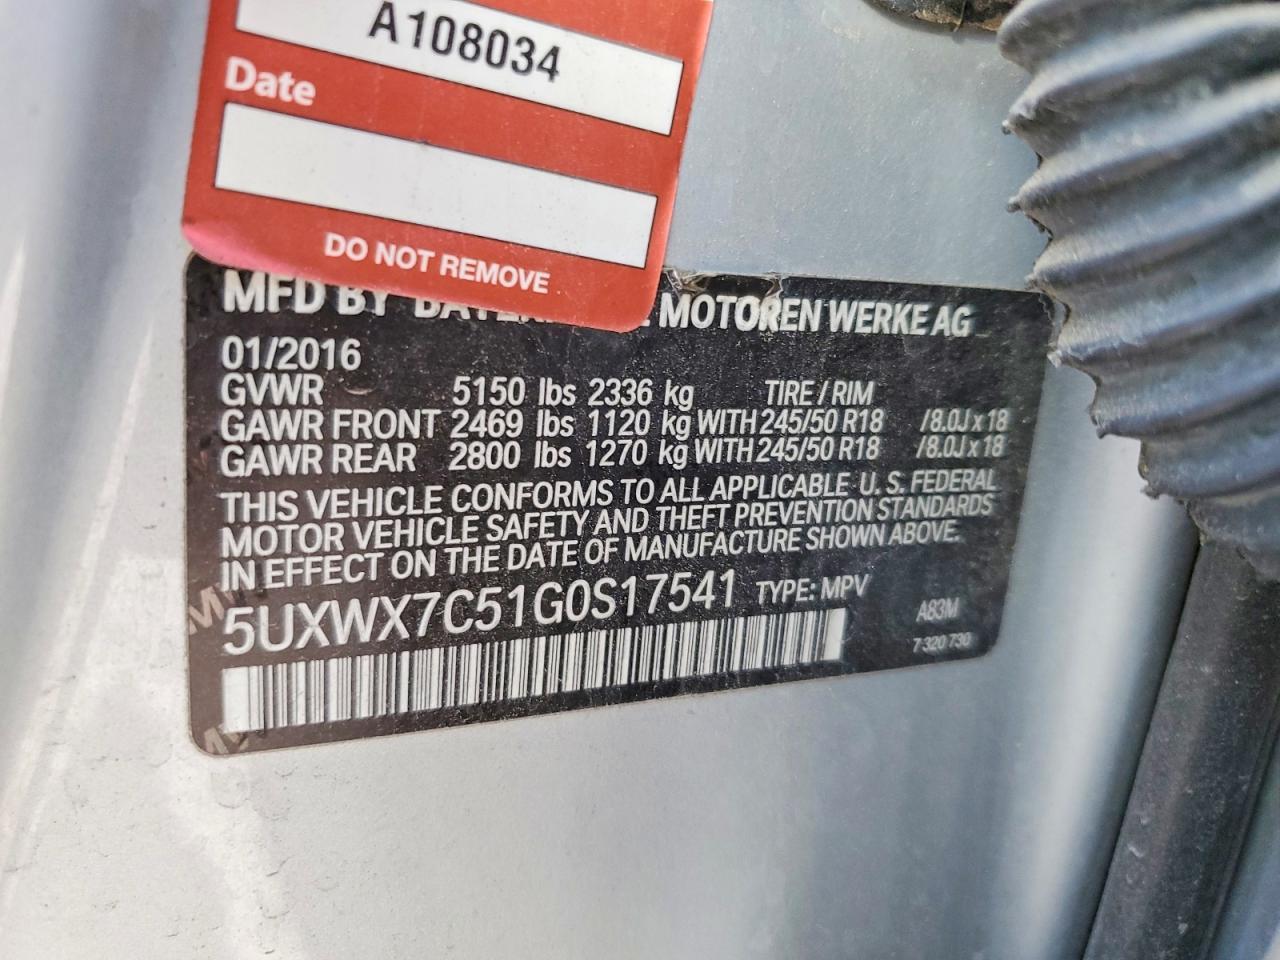 A108034
Date
DO NOT REMOVE
MFD BY MOTOREN WERKE AG
01/2016
GVWR 5150 lbs 2336 kg TIRE / RIM
GAWR FRONT 2469 lbs 1120 kg WITH 245/50 R18 /8.0J x 18
GAWR REAR 2800 lbs 1270 kg WITH 245/50 R18 /8.0J x 18
THIS VEHICLE CONFORMS TO ALL APPLICABLE U. S. FEDERAL
MOTOR VEHICLE SAFETY AND THEFT PREVENTION STANDARDS
IN EFFECT ON THE DATE OF MANUFACTURE SHOWN ABOVE.
5UXWX7C51G0S17541 TYPE: MPV
A83M
7 320 730